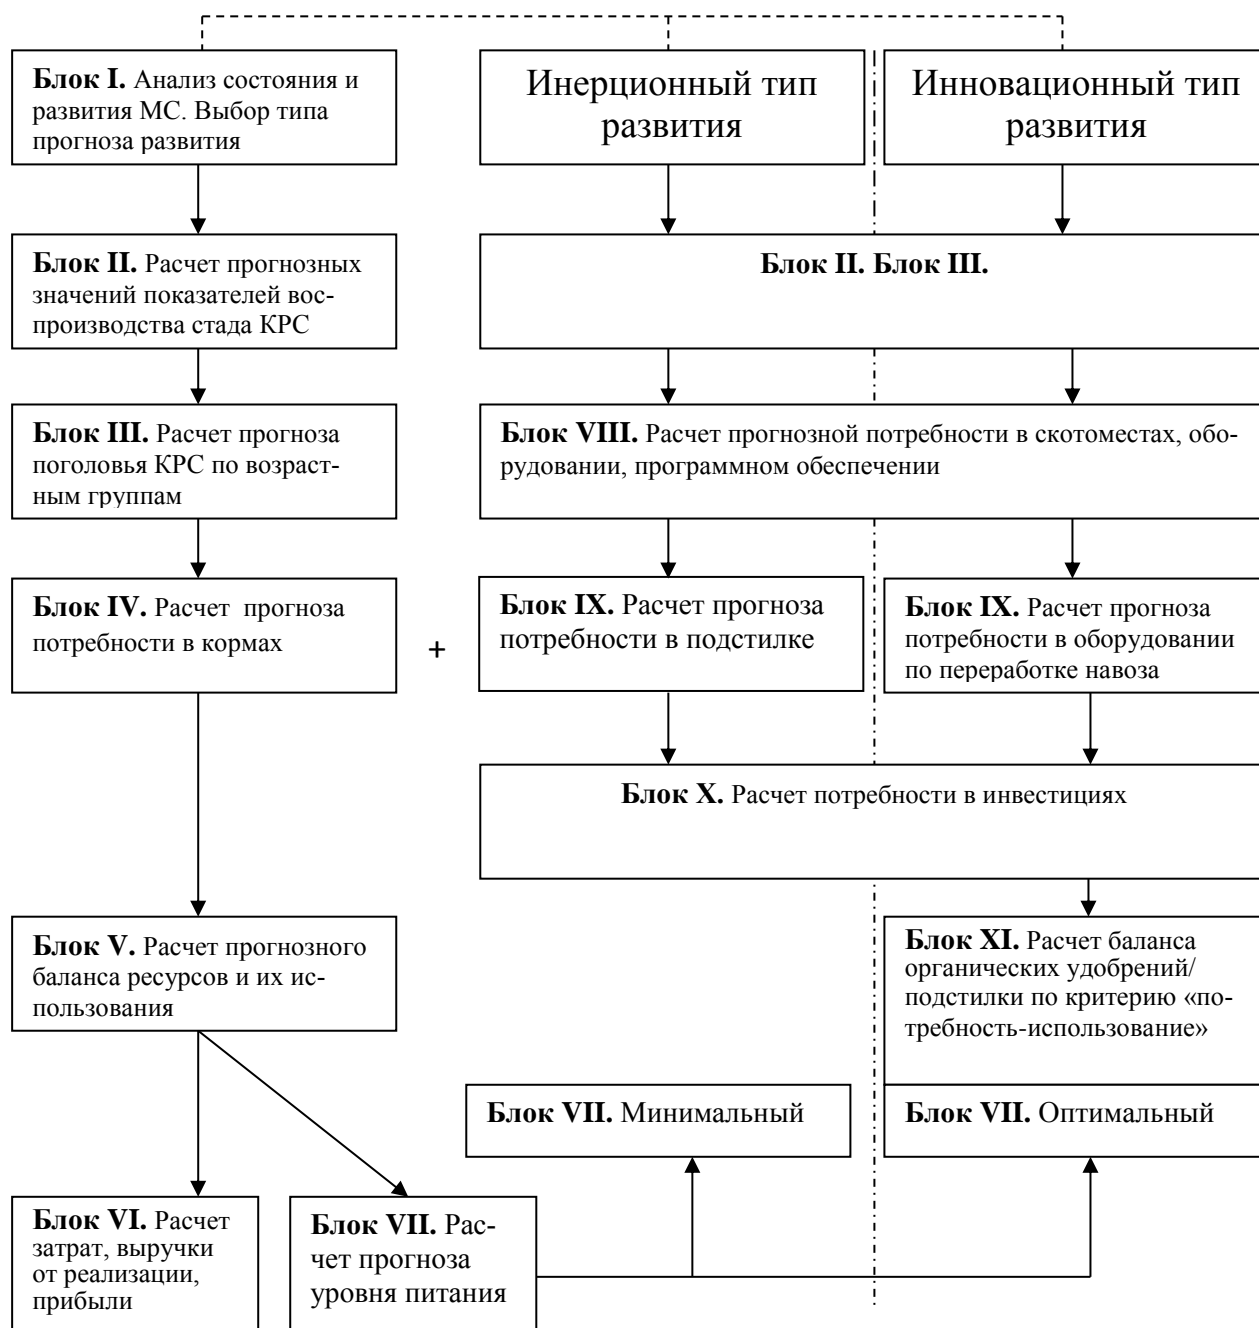 Блок I. Анализ состояния и
развития МС. Выбор типа
прогноза развития
Инерционный тип
развития
Инновационный тип
развития
Блок II. Расчет прогнозных
значений показателей вос-
производства стада КРС
Блок II. Блок III.
Блок III. Расчет прогноза
поголовья КРС по возраст-
ным группам
Блок VIII. Расчет прогнозной потребности в скотоместах, обо-
рудовании, программном обеспечении
Блок IV. Расчет прогноза
потребности в кормах
+
Блок IX. Расчет прогноза
потребности в подстилке
Блок IX. Расчет прогноза
потребности в оборудовании
по переработке навоза
Блок X. Расчет потребности в инвестициях
Блок V. Расчет прогнозного
баланса ресурсов и их ис-
пользования
Блок XI. Расчет баланса
органических удобрений/
подстилки по критерию «по-
требность-использование»
Блок VII. Минимальный
Блок VII. Оптимальный
Блок VI. Расчет
затрат, выручки
от реализации,
прибыли
Блок VII. Рас-
чет прогноза
уровня питания